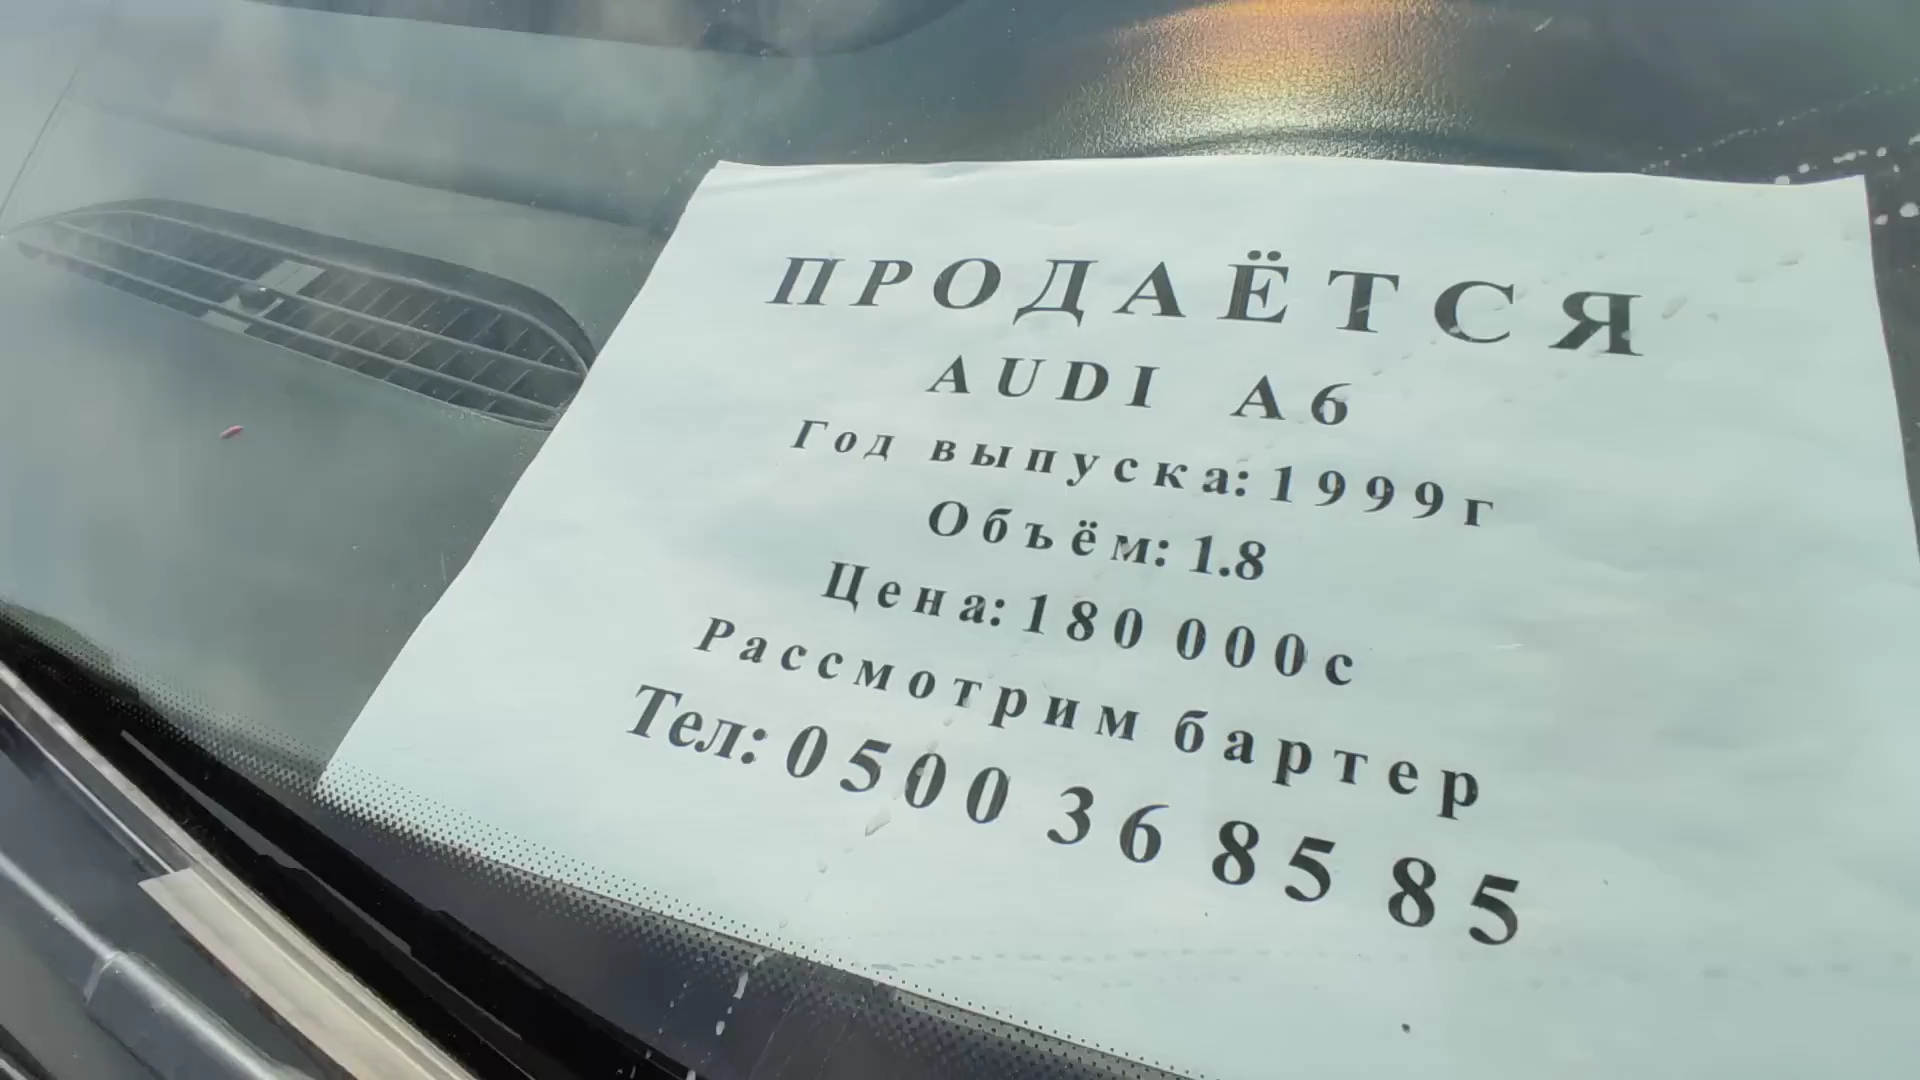 ПРОДАЁТСЯ
AUDI A6
Год выпуска: 1999г
Объём: 1.8
Цена: 180 000с
Рассмотрим бартер
Тел: 0500 36 85 85